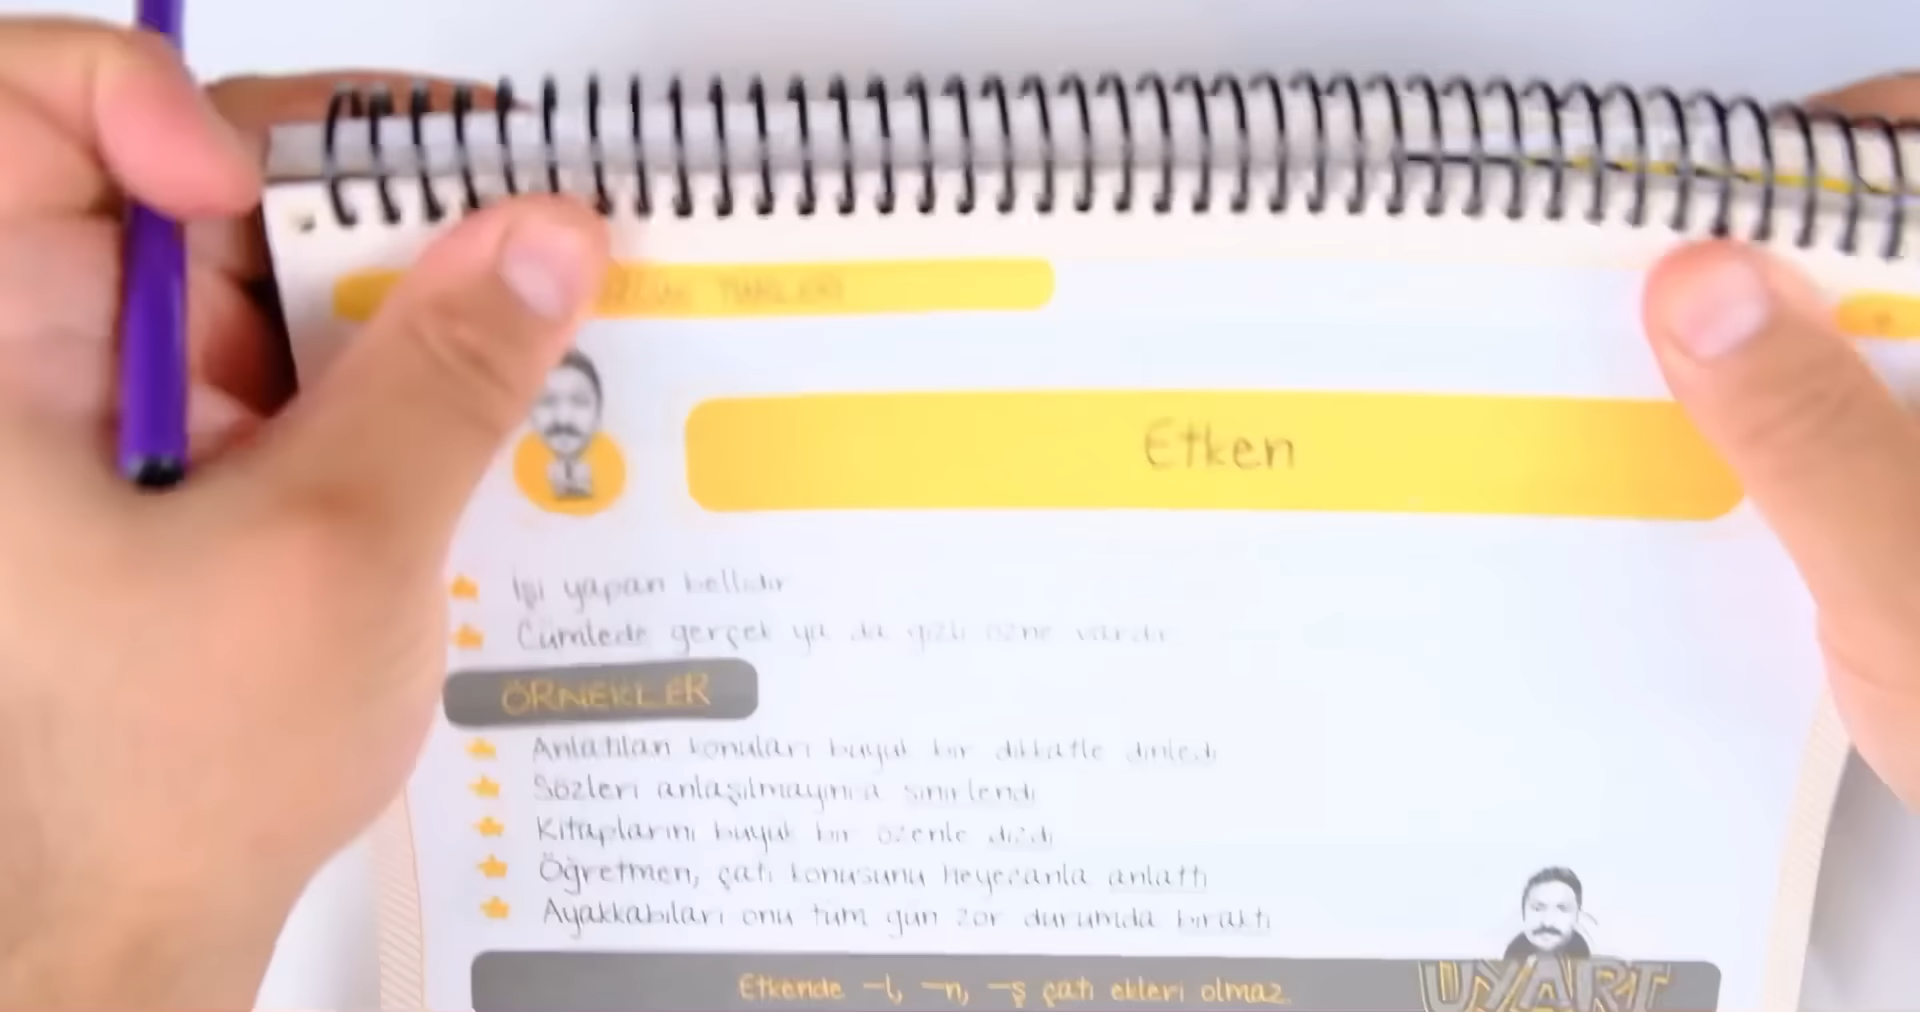 Etken
İşi yapan bellidir
Cümlede gerçek ya da gizli özne vardır
ÖRNEKLER
Anlatılan konuları büyük bir dikkatle dinledi
Sözleri anlaşılmayınca sinirlendi
Kitaplarını büyük bir özenle dizdi
Öğretmen, çatı konusunu heyecanla anlattı
Ayakkabıları onu tüm gün zor durumda bıraktı
Etkende -l, -n, -ş çatı ekleri olmaz.
UYARI